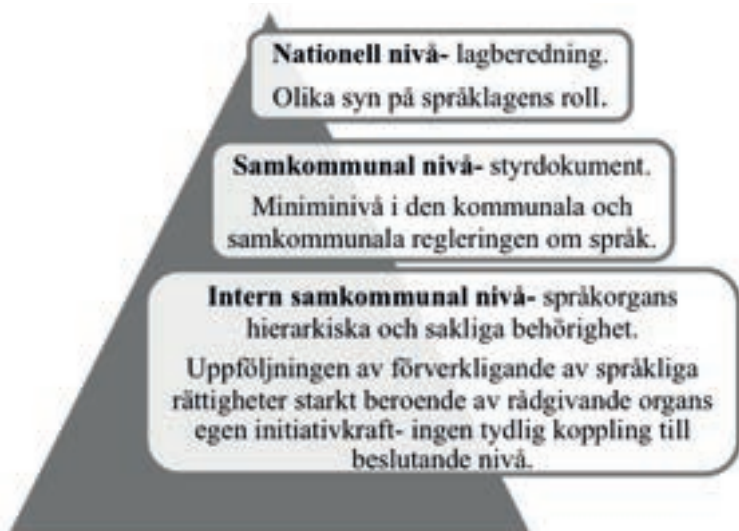 Nationell nivå- lagberedning.
Olika syn på språklagens roll.
Samkommunal nivå- styrdokument.
Miniminivå i den kommunala och
samkommunala regleringen om språk.
Intern samkommunal nivå- språkorgans
hierarkiska och sakliga behörighet.
Uppföljningen av förverkligande av språkliga
rättigheter starkt beroende av rådgivande organs
egen initiativkraft- ingen tydlig koppling till
beslutande nivå.